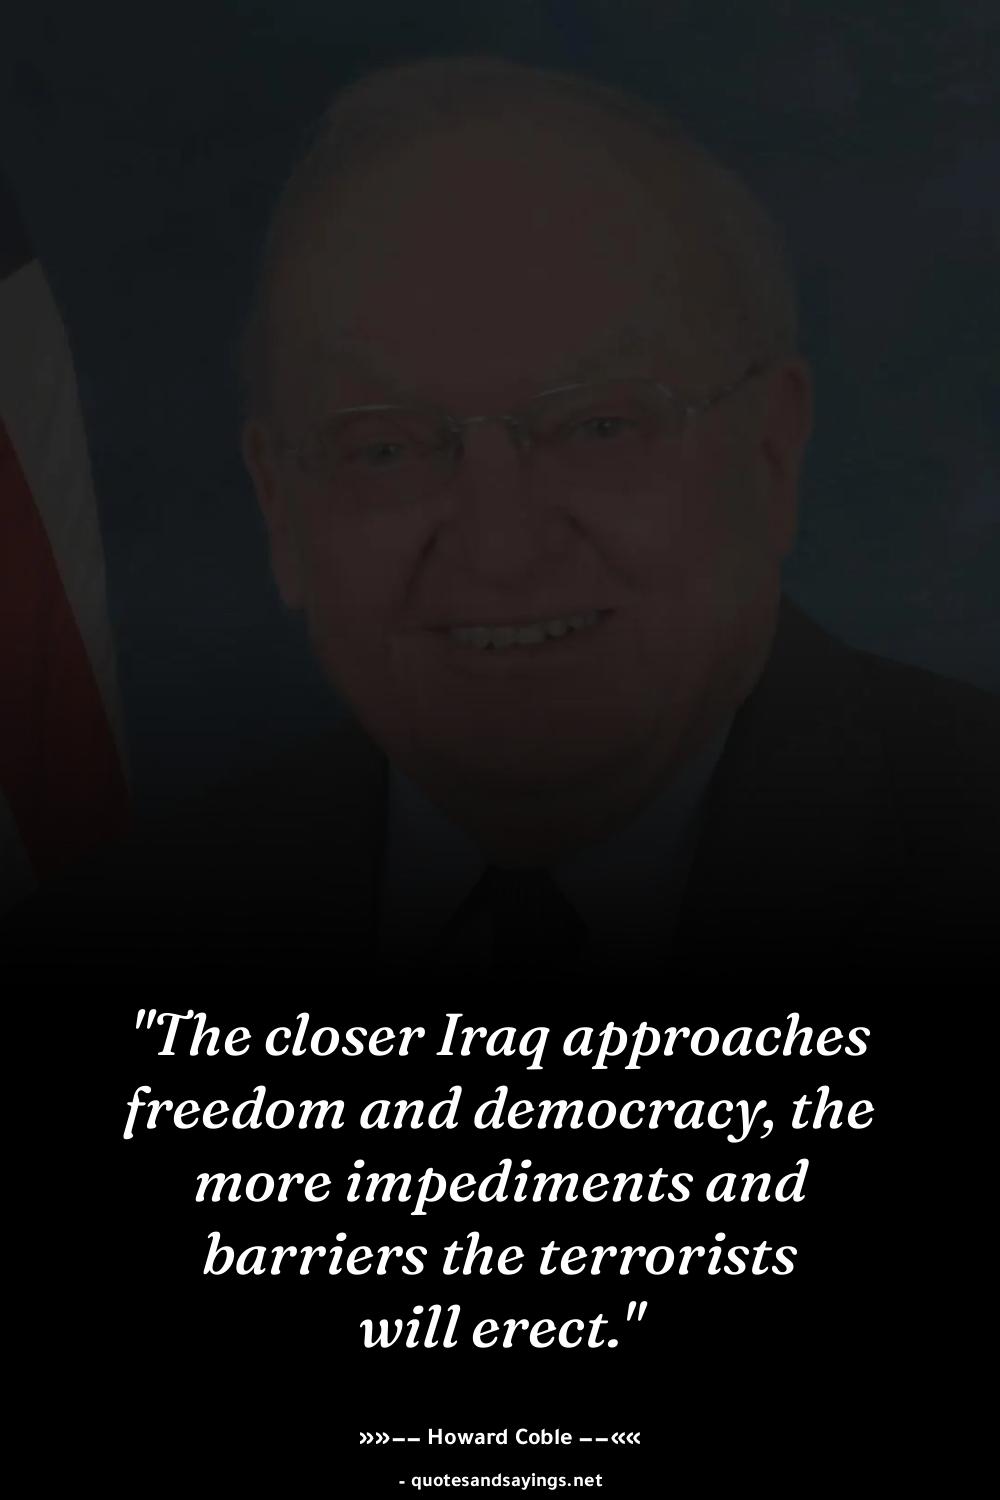 "The closer Iraq approaches
freedom and democracy, the
more impediments and
barriers the terrorists
will erect."
»»–– Howard Coble ––««
- quotesandsayings.net